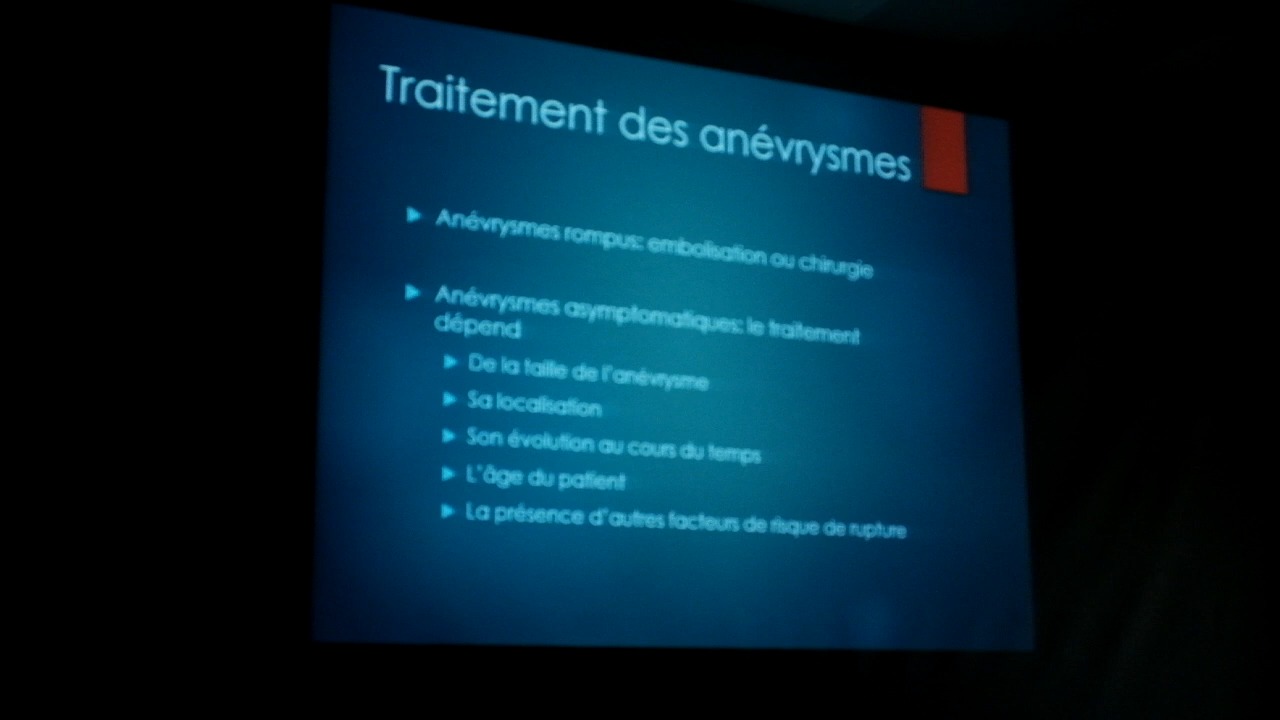 Traitement des anévrysmes
Anévrysmes rompus: embolisation ou chirurgie
Anévrysmes asymptomatiques: le traitement
dépend
De la taille de l'anévrysme
Sa localisation
Son évolution au cours du temps
L'âge du patient
La présence d'autres facteurs de risque de rupture